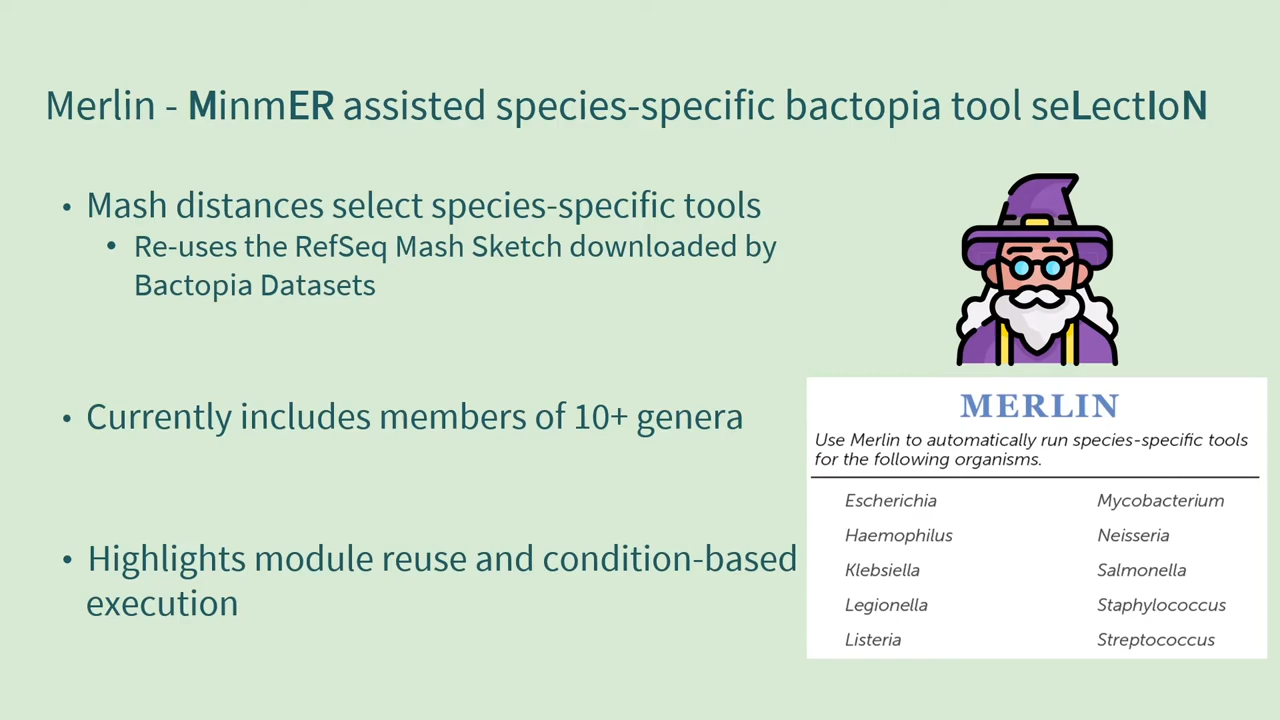 Merlin - MinmER assisted species-specific bactopia tool seLectIoN
• Mash distances select species-specific tools
• Re-uses the RefSeq Mash Sketch downloaded by
Bactopia Datasets
• Currently includes members of 10+ genera
• Highlights module reuse and condition-based
execution
MERLIN
Use Merlin to automatically run species-specific tools
for the following organisms.
Escherichia
Mycobacterium
Haemophilus
Neisseria
Klebsiella
Salmonella
Legionella
Staphylococcus
Listeria
Streptococcus